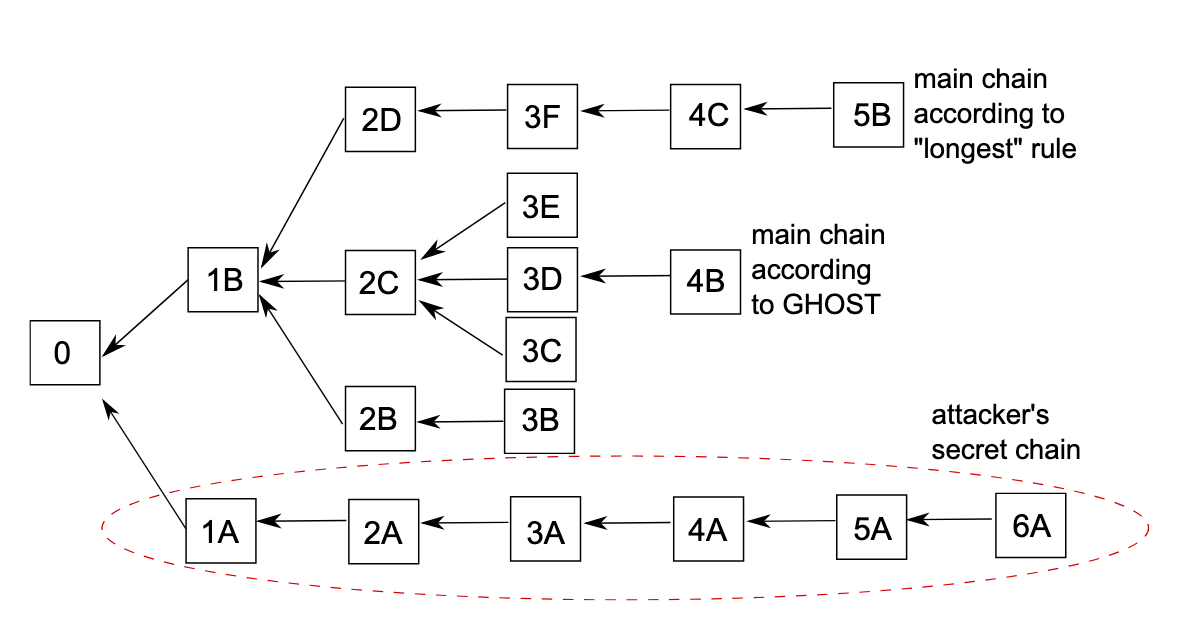 main chain
according to
"longest" rule
2D
3F
4C
5B
3E
main chain
according
to GHOST
1B
2C
3D
4B
3C
0
2B
3B
attacker's
secret chain
1A
2A
3A
4A
5A
6A